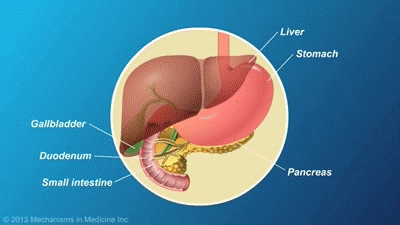 Liver
Stomach
Gallbladder
Duodenum
Small intestine
Pancreas
© 2013 Mechanisms in Medicine Inc.